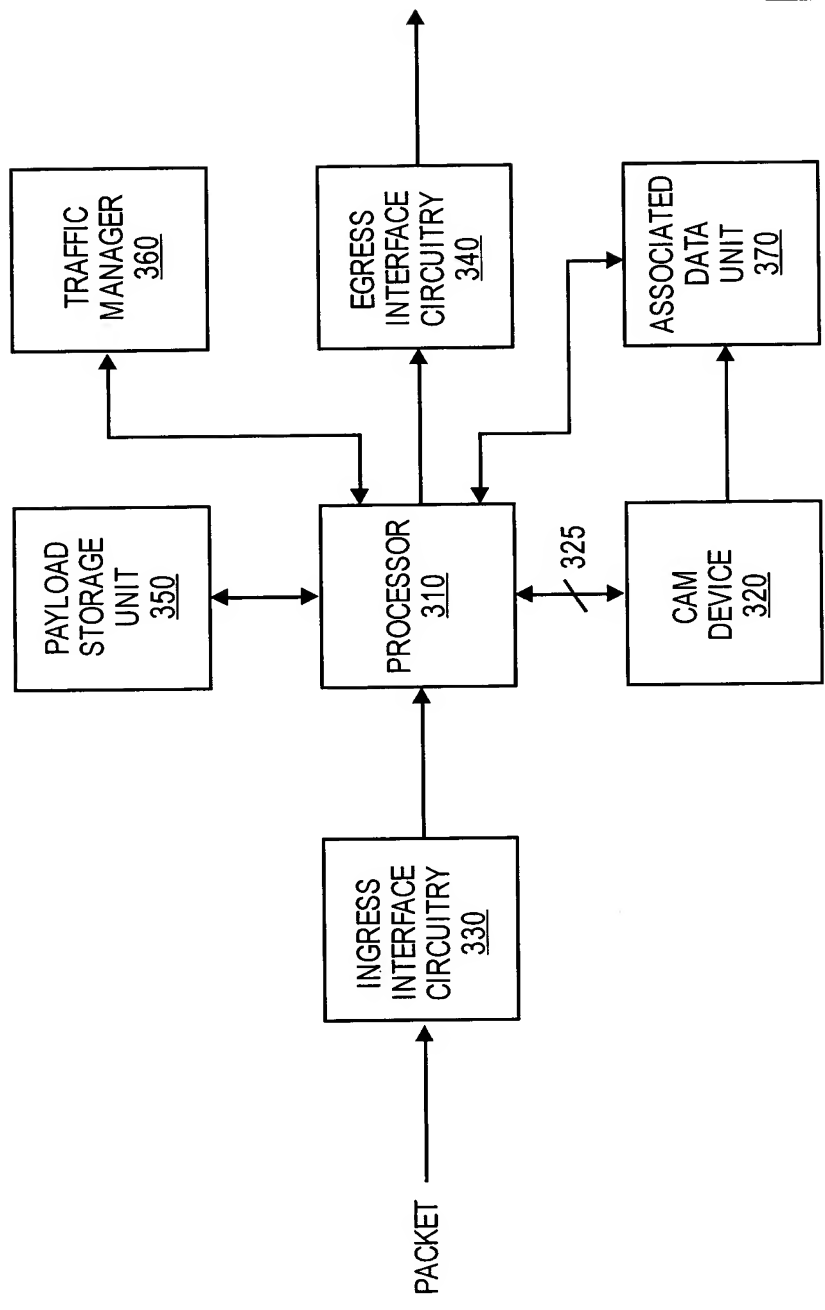 PAYLOAD
STORAGE
UNIT
350
TRAFFIC
MANAGER
360
PACKET
INGRESS
INTERFACE
CIRCUITRY
330
PROCESSOR
310
EGRESS
INTERFACE
CIRCUITRY
340
325
CAM
DEVICE
320
ASSOCIATED
DATA
UNIT
370